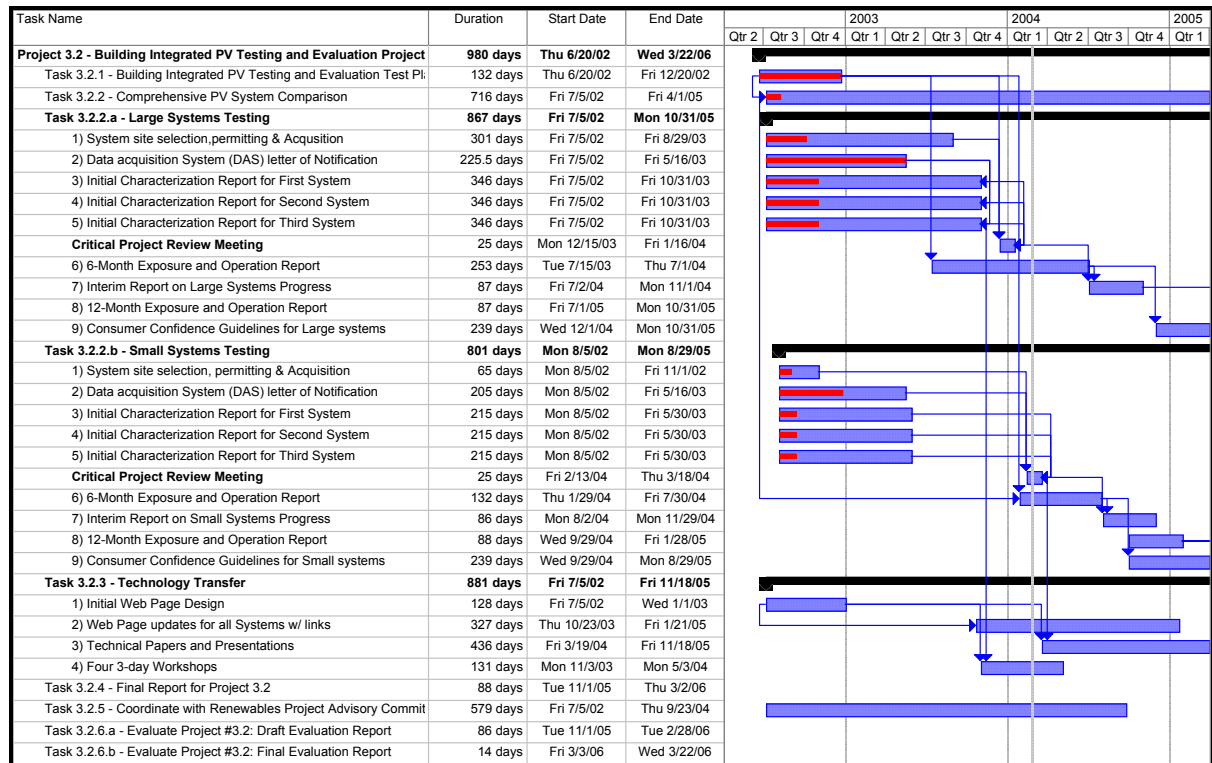 Task Name Duration Start Date End Date 2003 2004 2005
Qtr 2 Qtr 3 Qtr 4 Qtr 1 Qtr 2 Qtr 3 Qtr 4 Qtr 1 Qtr 2 Qtr 3 Qtr 4 Qtr 1
Project 3.2 - Building Integrated PV Testing and Evaluation Project 980 days Thu 6/20/02 Wed 3/22/06
Task 3.2.1 - Building Integrated PV Testing and Evaluation Test Pl 132 days Thu 6/20/02 Fri 12/20/02
Task 3.2.2 - Comprehensive PV System Comparison 716 days Fri 7/5/02 Fri 4/1/05
Task 3.2.2.a - Large Systems Testing 867 days Fri 7/5/02 Mon 10/31/05
1) System site selection,permitting & Acqusition 301 days Fri 7/5/02 Fri 8/29/03
2) Data acquisition System (DAS) letter of Notification 225.5 days Fri 7/5/02 Fri 5/16/03
3) Initial Characterization Report for First System 346 days Fri 7/5/02 Fri 10/31/03
4) Initial Characterization Report for Second System 346 days Fri 7/5/02 Fri 10/31/03
5) Initial Characterization Report for Third System 346 days Fri 7/5/02 Fri 10/31/03
Critical Project Review Meeting 25 days Mon 12/15/03 Fri 1/16/04
6) 6-Month Exposure and Operation Report 253 days Tue 7/15/03 Thu 7/1/04
7) Interim Report on Large Systems Progress 87 days Fri 7/2/04 Mon 11/1/04
8) 12-Month Exposure and Operation Report 87 days Fri 7/1/05 Mon 10/31/05
9) Consumer Confidence Guidelines for Large systems 239 days Wed 12/1/04 Mon 10/31/05
Task 3.2.2.b - Small Systems Testing 801 days Mon 8/5/02 Mon 8/29/05
1) System site selection, permitting & Acquisition 65 days Mon 8/5/02 Fri 11/1/02
2) Data acquisition System (DAS) letter of Notification 205 days Mon 8/5/02 Fri 5/16/03
3) Initial Characterization Report for First System 215 days Mon 8/5/02 Fri 5/30/03
4) Initial Characterization Report for Second System 215 days Mon 8/5/02 Fri 5/30/03
5) Initial Characterization Report for Third System 215 days Mon 8/5/02 Fri 5/30/03
Critical Project Review Meeting 25 days Fri 2/13/04 Thu 3/18/04
6) 6-Month Exposure and Operation Report 132 days Thu 1/29/04 Fri 7/30/04
7) Interim Report on Small Systems Progress 86 days Mon 8/2/04 Mon 11/29/04
8) 12-Month Exposure and Operation Report 88 days Wed 9/29/04 Fri 1/28/05
9) Consumer Confidence Guidelines for Small systems 239 days Wed 9/29/04 Mon 8/29/05
Task 3.2.3 - Technology Transfer 881 days Fri 7/5/02 Fri 11/18/05
1) Initial Web Page Design 128 days Fri 7/5/02 Wed 1/1/03
2) Web Page updates for all Systems w/ links 327 days Thu 10/23/03 Fri 1/21/05
3) Technical Papers and Presentations 436 days Fri 3/19/04 Fri 11/18/05
4) Four 3-day Workshops 131 days Mon 11/3/03 Mon 5/3/04
Task 3.2.4 - Final Report for Project 3.2 88 days Tue 11/1/05 Thu 3/2/06
Task 3.2.5 - Coordinate with Renewables Project Advisory Commit 579 days Fri 7/5/02 Thu 9/23/04
Task 3.2.6.a - Evaluate Project #3.2: Draft Evaluation Report 86 days Tue 11/1/05 Tue 2/28/06
Task 3.2.6.b - Evaluate Project #3.2: Final Evaluation Report 14 days Fri 3/3/06 Wed 3/22/06